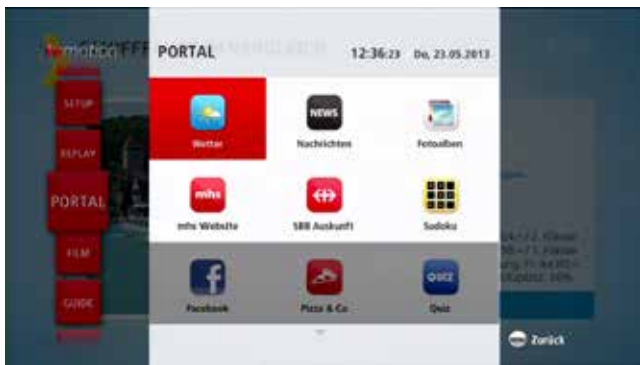 PORTAL 12:36:23 Do, 23.05.2013
SETUP
REPLAY
PORTAL
FILM
GUIDE
Wetter
NEWS
Nachrichten
Fotoalben
mhs
mhs Website
SBB Auskunft
Sudoku
Facebook
Pizza & Co
QUIZ
Quiz
Zurück